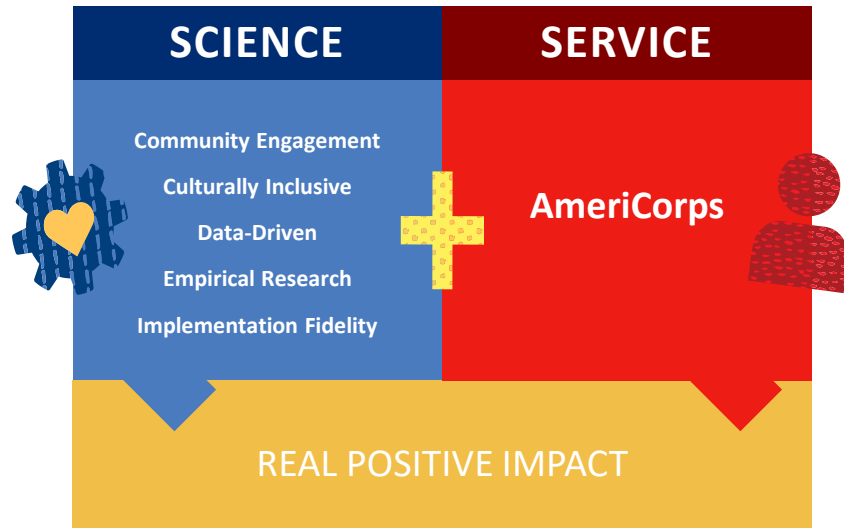 SCIENCE
SERVICE
Community Engagement
Culturally Inclusive
Data-Driven
Empirical Research
Implementation Fidelity
AmeriCorps
REAL POSITIVE IMPACT